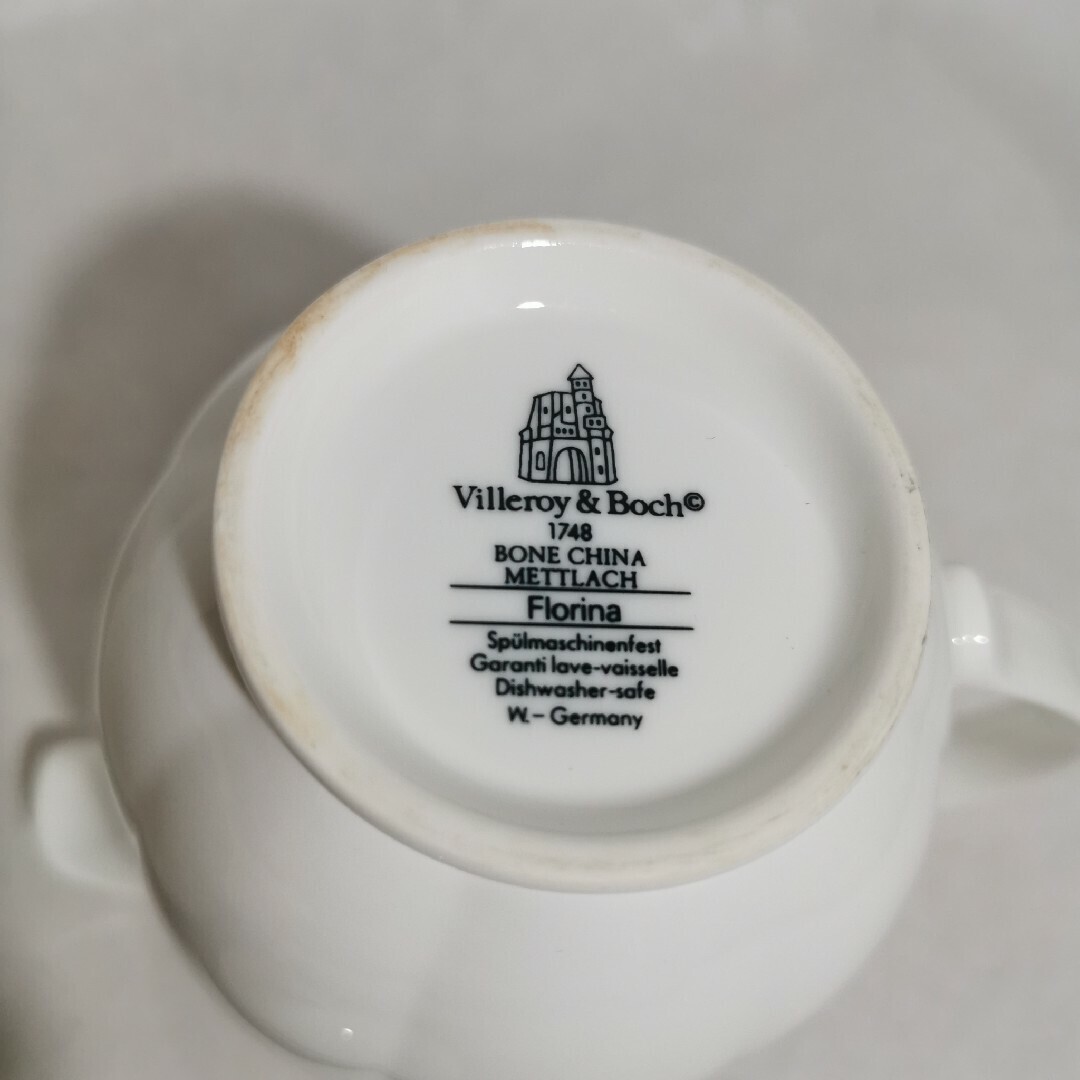 Villeroy & Boch©
1748
BONE CHINA
METTLACH
Florina
Spülmaschinenfest
Garanti lave-vaisselle
Dishwasher-safe
W.– Germany